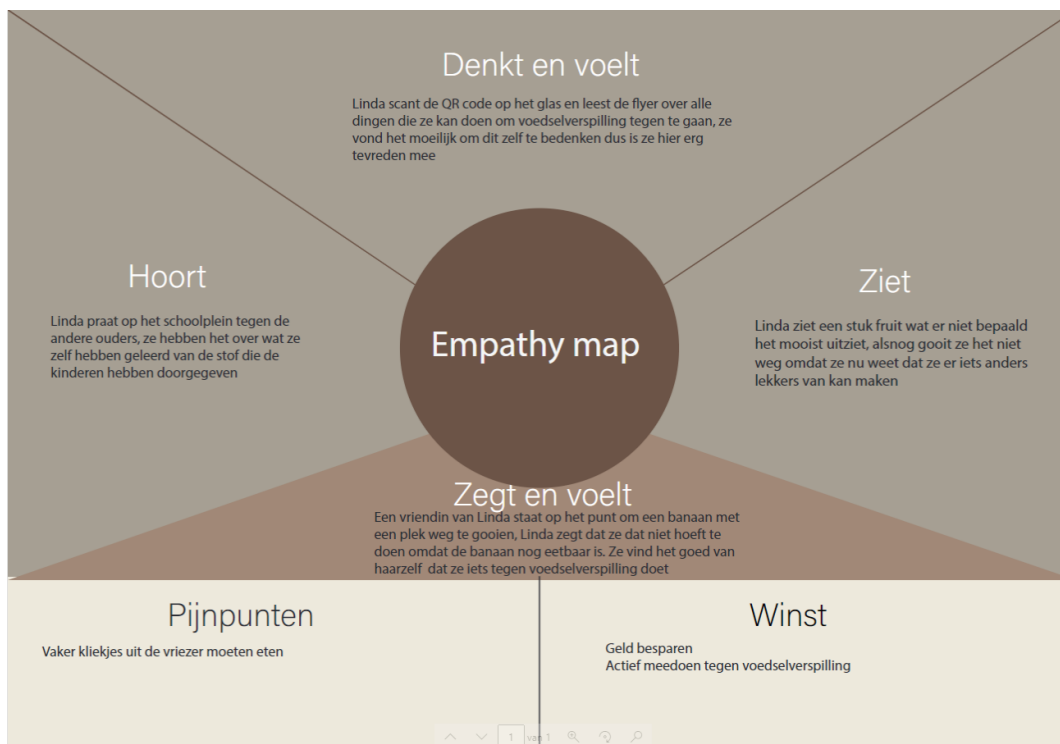 Denkt en voelt
Linda scant de QR code op het glas en leest de flyer over alle
dingen die ze kan doen om voedselverspilling tegen te gaan, ze
vond het moeilijk om dit zelf te bedenken dus is ze hier erg
tevreden mee
Hoort
Linda praat op het schoolplein tegen de
andere ouders, ze hebben het over wat ze
zelf hebben geleerd van de stof die de
kinderen hebben doorgegeven
Empathy map
Ziet
Linda ziet een stuk fruit wat er niet bepaald
het mooist uitziet, alsnog gooit ze het niet
weg omdat ze nu weet dat ze er iets anders
lekkers van kan maken
Zegt en voelt
Een vriendin van Linda staat op het punt om een banaan met
een plek weg te gooien, Linda zegt dat ze dat niet hoeft te
doen omdat de banaan nog eetbaar is. Ze vind het goed van
haarzelf dat ze iets tegen voedselverspilling doet
Pijnpunten
Vaker kliekjes uit de vriezer moeten eten
Winst
Geld besparen
Actief meedoen tegen voedselverspilling
1 van 1